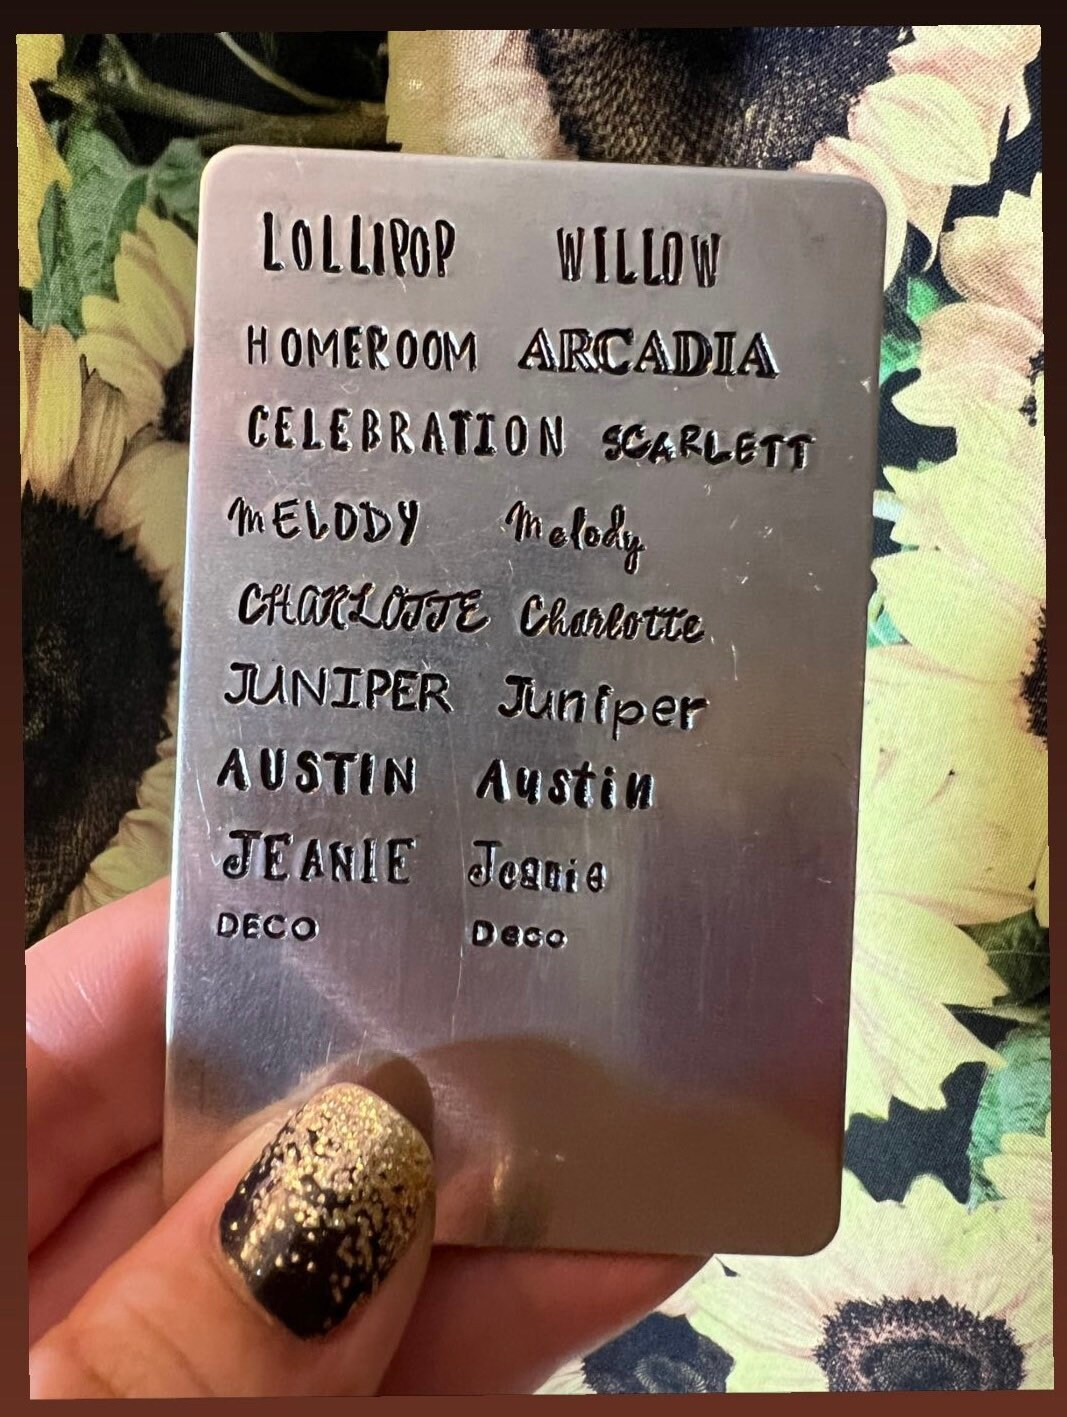 LOLLIPOP WILLOW
HOMEROOM ARCADIA
CELEBRATION SCARLETT
MELODY Melody
CHARLOTTE Charlotte
JUNIPER Juniper
AUSTIN Austin
JEANIE Jeanie
DECO Deco